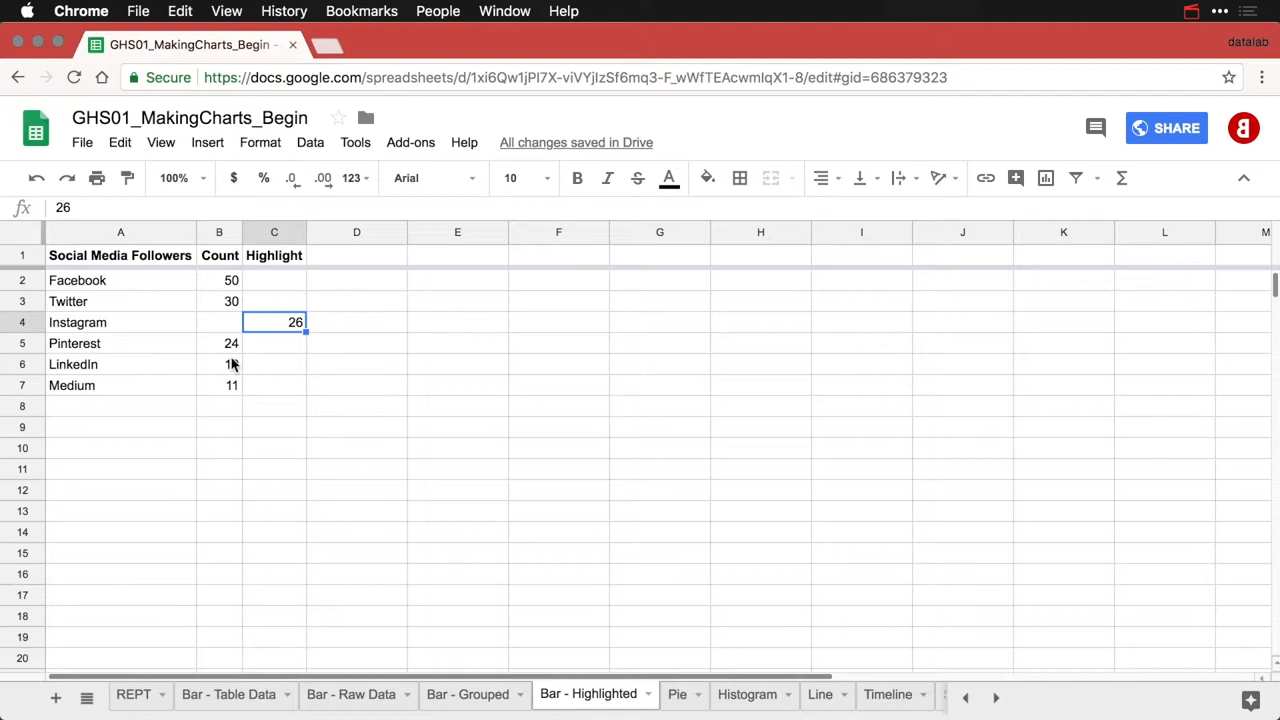 Chrome File Edit View History Bookmarks People Window Help
GHS01_MakingCharts_Begin -
datalab
Secure https://docs.google.com/spreadsheets/d/1xi6Qw1jPI7X-viVYjIzSf6mq3-F_wWfTEAcwmIqX1-8/edit#gid=686379323
GHS01_MakingCharts_Begin
SHARE
File Edit View Insert Format Data Tools Add-ons Help All changes saved in Drive
100% $ % .0 .00 123 Arial 10 B I S A Σ
fx 26
A B C D E F G H I J K L M
1 Social Media Followers Count Highlight
2 Facebook 50
3 Twitter 30
4 Instagram 26
5 Pinterest 24
6 LinkedIn
7 Medium 11
8
9
10
11
12
13
14
15
16
17
18
19
20
REPT Bar - Table Data Bar - Raw Data Bar - Grouped Bar - Highlighted Pie Histogram Line Timeline